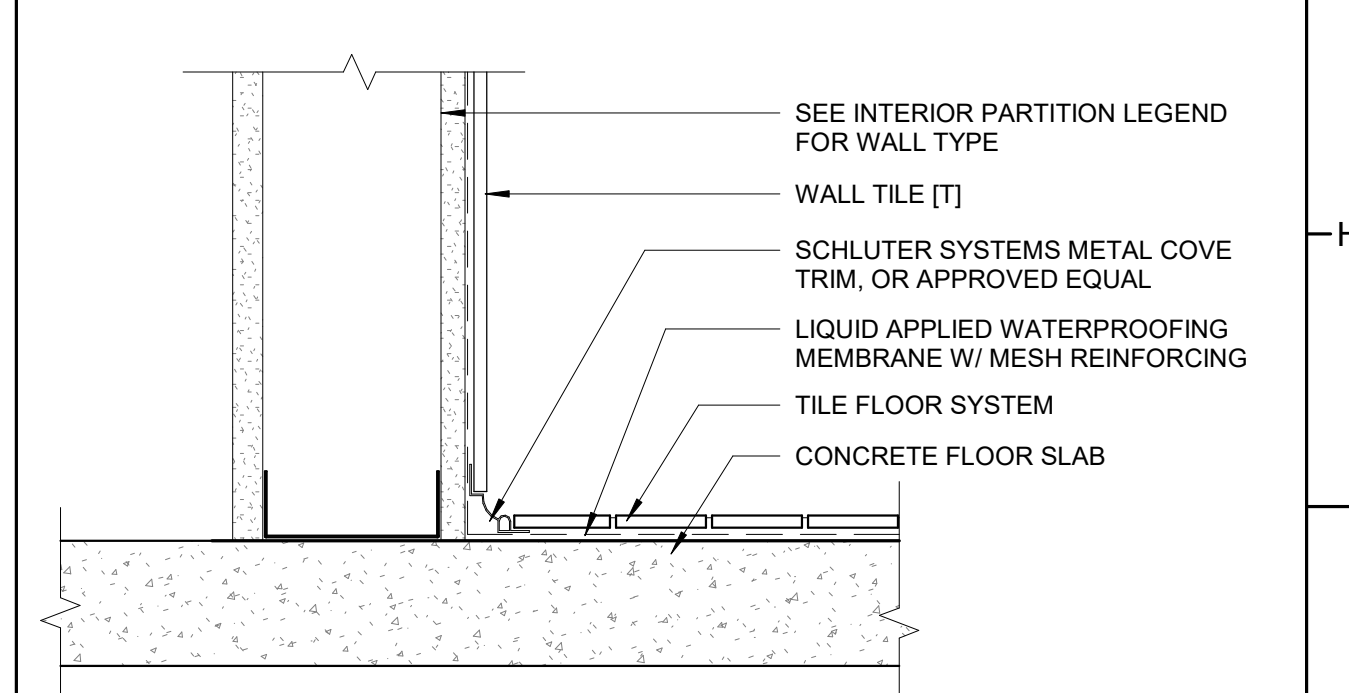 SEE INTERIOR PARTITION LEGEND
FOR WALL TYPE
WALL TILE [T]
SCHLUTER SYSTEMS METAL COVE
TRIM, OR APPROVED EQUAL
LIQUID APPLIED WATERPROOFING
MEMBRANE W/ MESH REINFORCING
TILE FLOOR SYSTEM
CONCRETE FLOOR SLAB